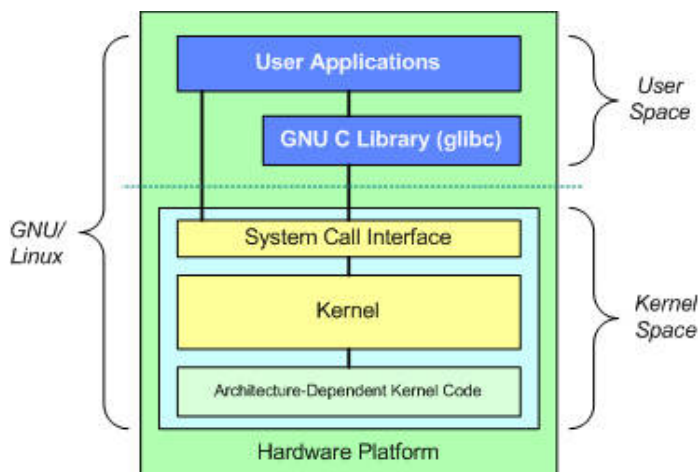 User Applications
GNU C Library (glibc)
User
Space
GNU/
Linux
System Call Interface
Kernel
Architecture-Dependent Kernel Code
Kernel
Space
Hardware Platform